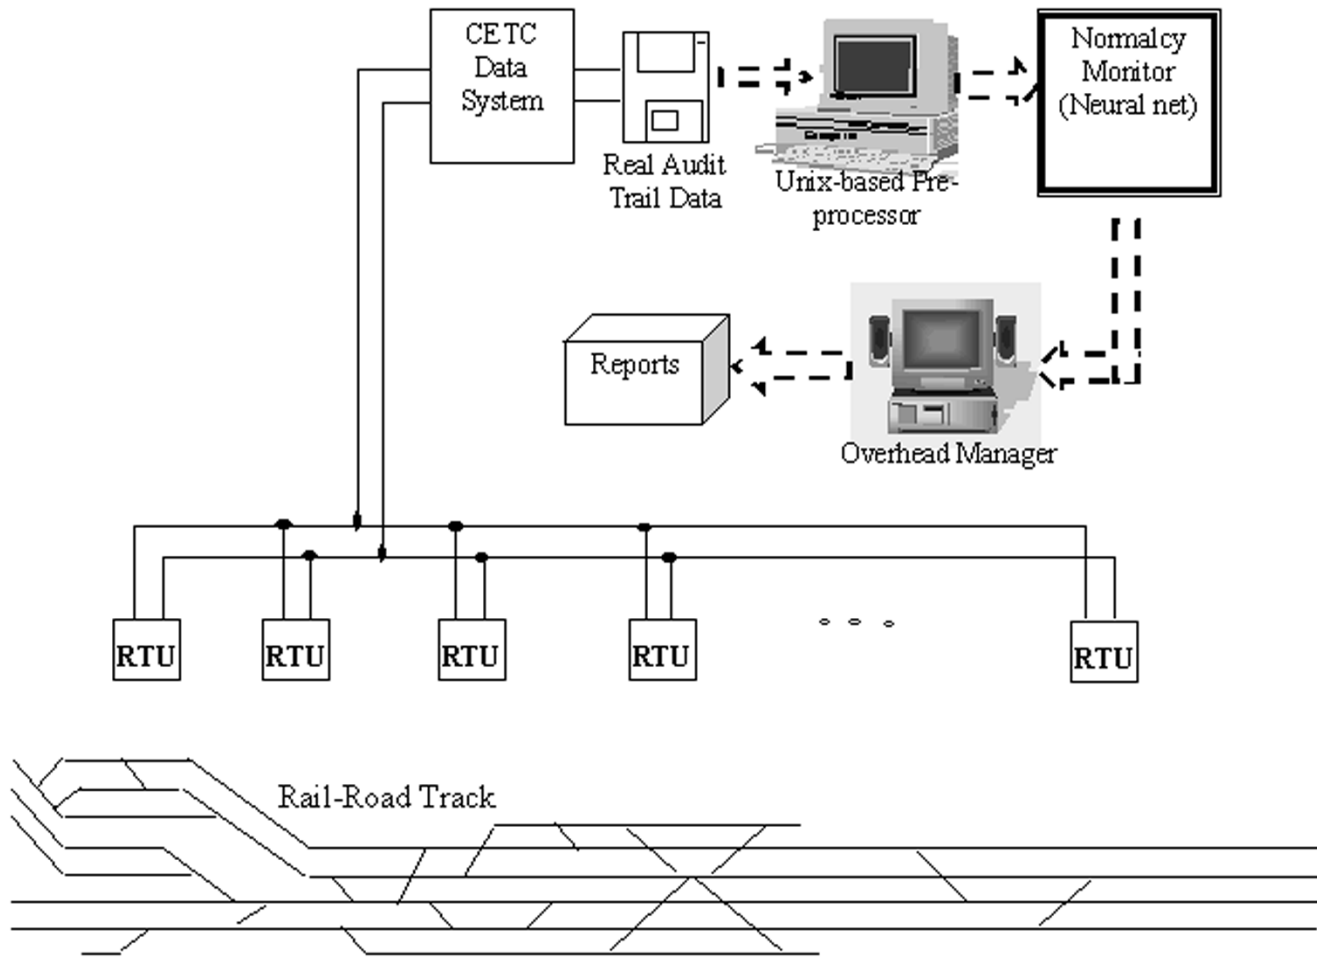 CETC
Data
System
Real Audit
Trail Data
Unix-based Pre-
processor
Normalcy
Monitor
(Neural net)
Reports
Overhead Manager
RTU
RTU
RTU
RTU
RTU
Rail-Road Track